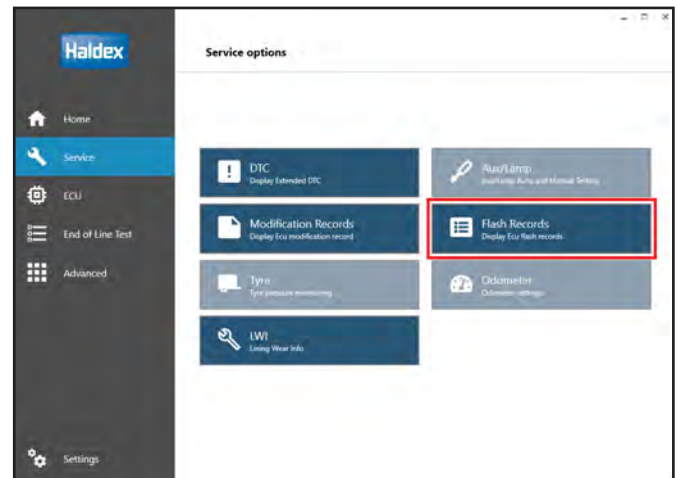 Haldex
Service options
Home
Service
ECU
End of Line Test
Advanced
Settings
DTC
Display Extended DTC
Aux/Lamp
Modification Records
Display Ecu modification record
Flash Records
Display Ecu flash records
Tyre
Tyre pressure monitoring
Odometer
Odometer settings
LWI
Lining Wear Info